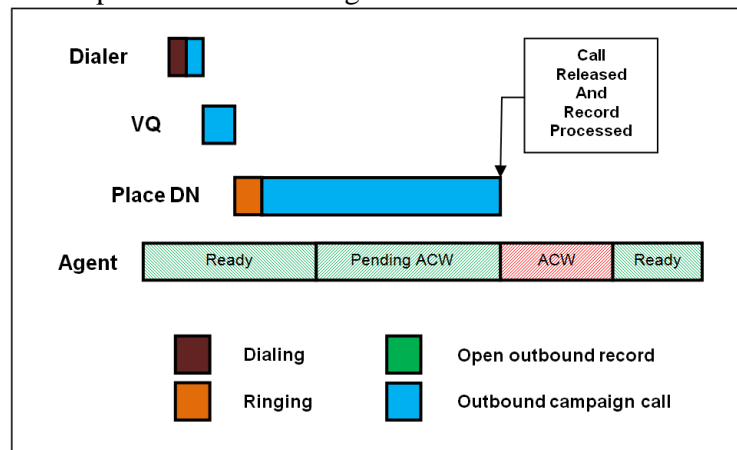 Dialer
Call
Released
And
Record
Processed
VQ
Place DN
Agent
Ready
Pending ACW
ACW
Ready
Dialing
Open outbound record
Ringing
Outbound campaign call